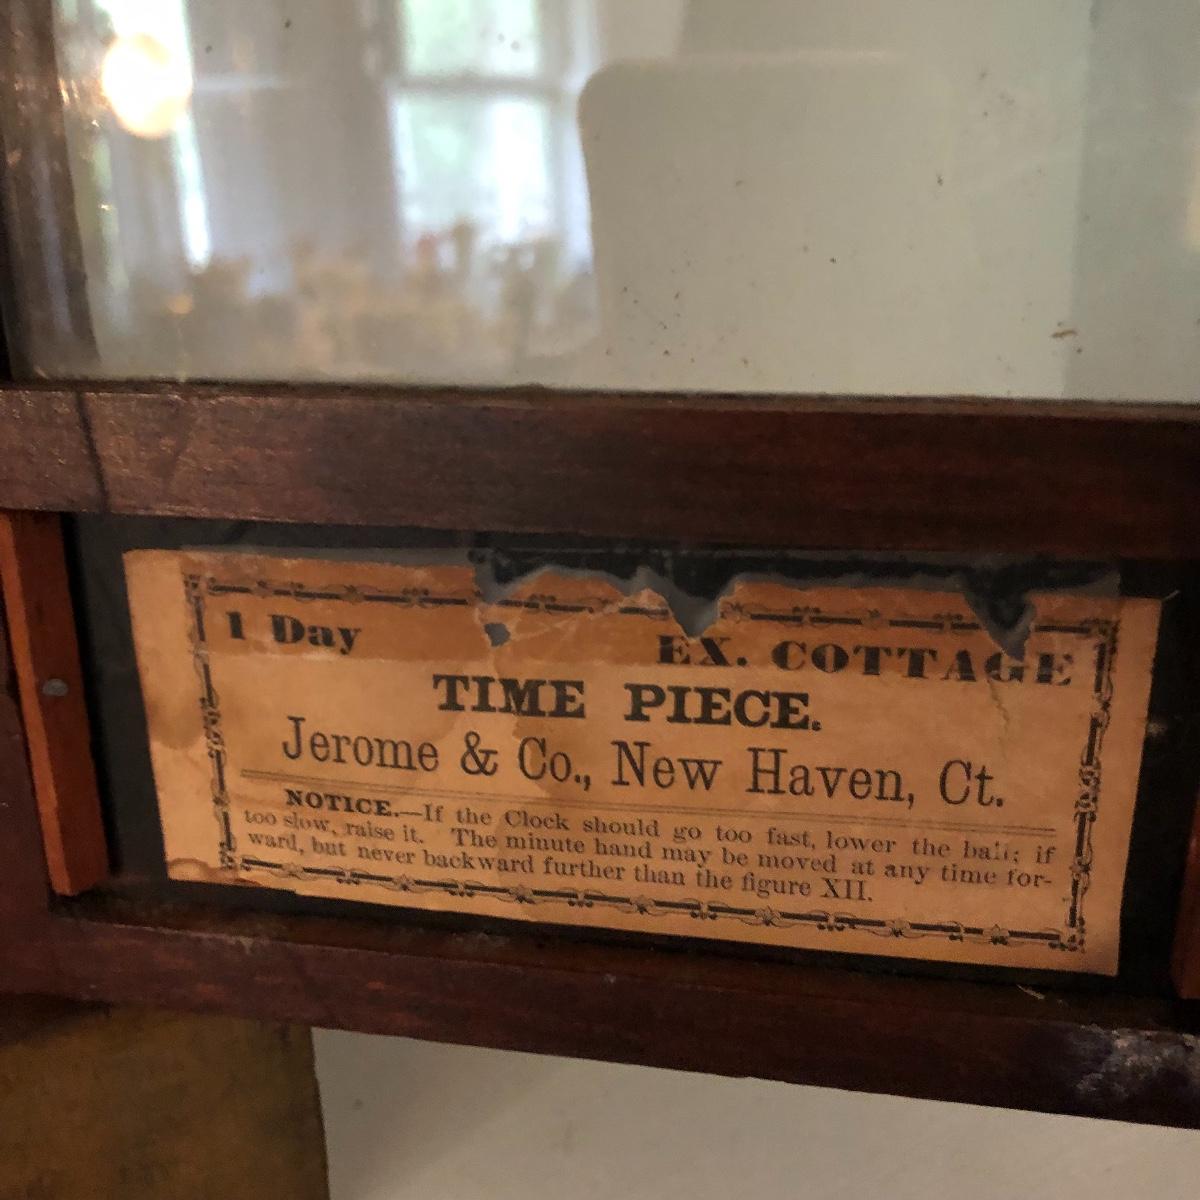 1 Day EX. COTTAGE
TIME PIECE.
Jerome & Co., New Haven, Ct.
NOTICE.—If the Clock should go too fast, lower the ball; if
too slow, raise it. The minute hand may be moved at any time for-
ward, but never backward further than the figure XII.